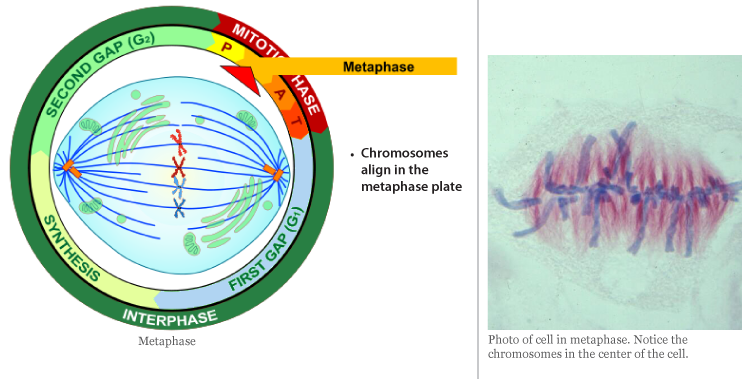 SECOND GAP (G2)
MITOTIC PHASE
P
Metaphase
A
T
• Chromosomes
align in the
metaphase plate
SYNTHESIS
FIRST GAP (G1)
INTERPHASE
Metaphase
Photo of cell in metaphase. Notice the
chromosomes in the center of the cell.